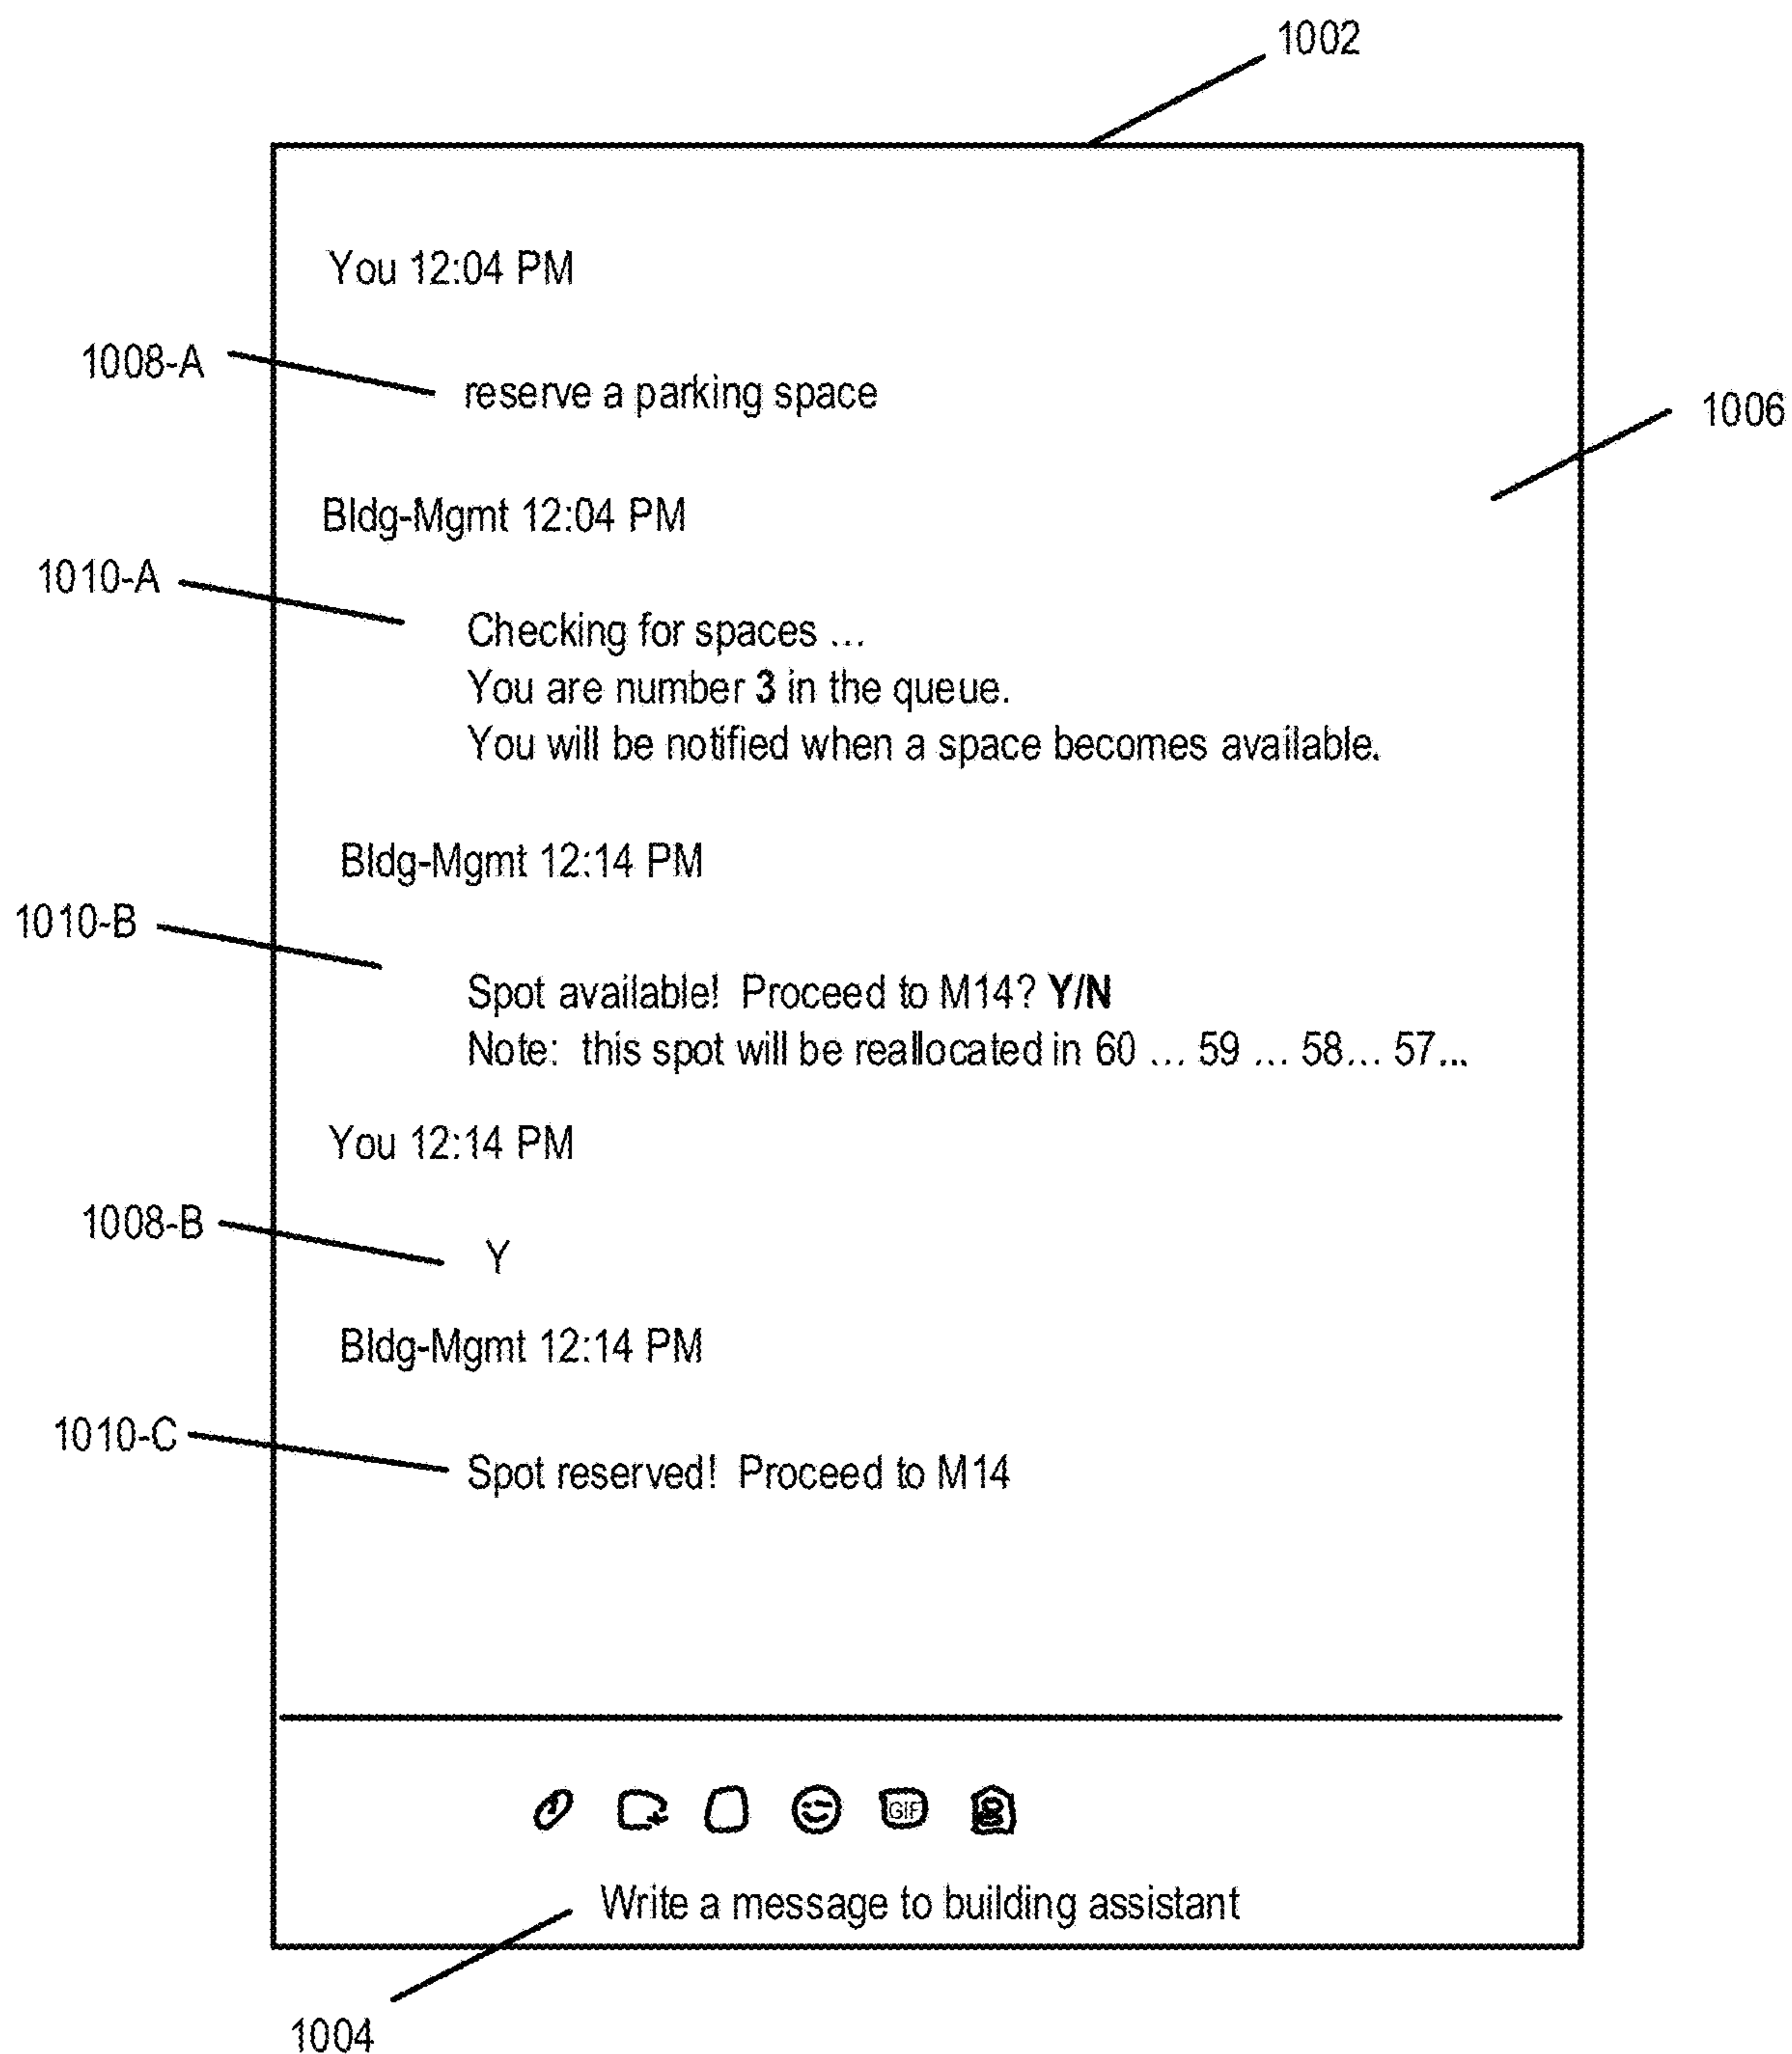 1002
You 12:04 PM
1008-A
reserve a parking space
1006
Bldg-Mgmt 12:04 PM
1010-A
Checking for spaces ...
You are number 3 in the queue.
You will be notified when a space becomes available.
Bldg-Mgmt 12:14 PM
1010-B
Spot available!  Proceed to M14? Y/N
Note:  this spot will be reallocated in 60 ... 59 ... 58... 57...
You 12:14 PM
1008-B
Y
Bldg-Mgmt 12:14 PM
1010-C
Spot reserved!  Proceed to M14
GIF
Write a message to building assistant
1004